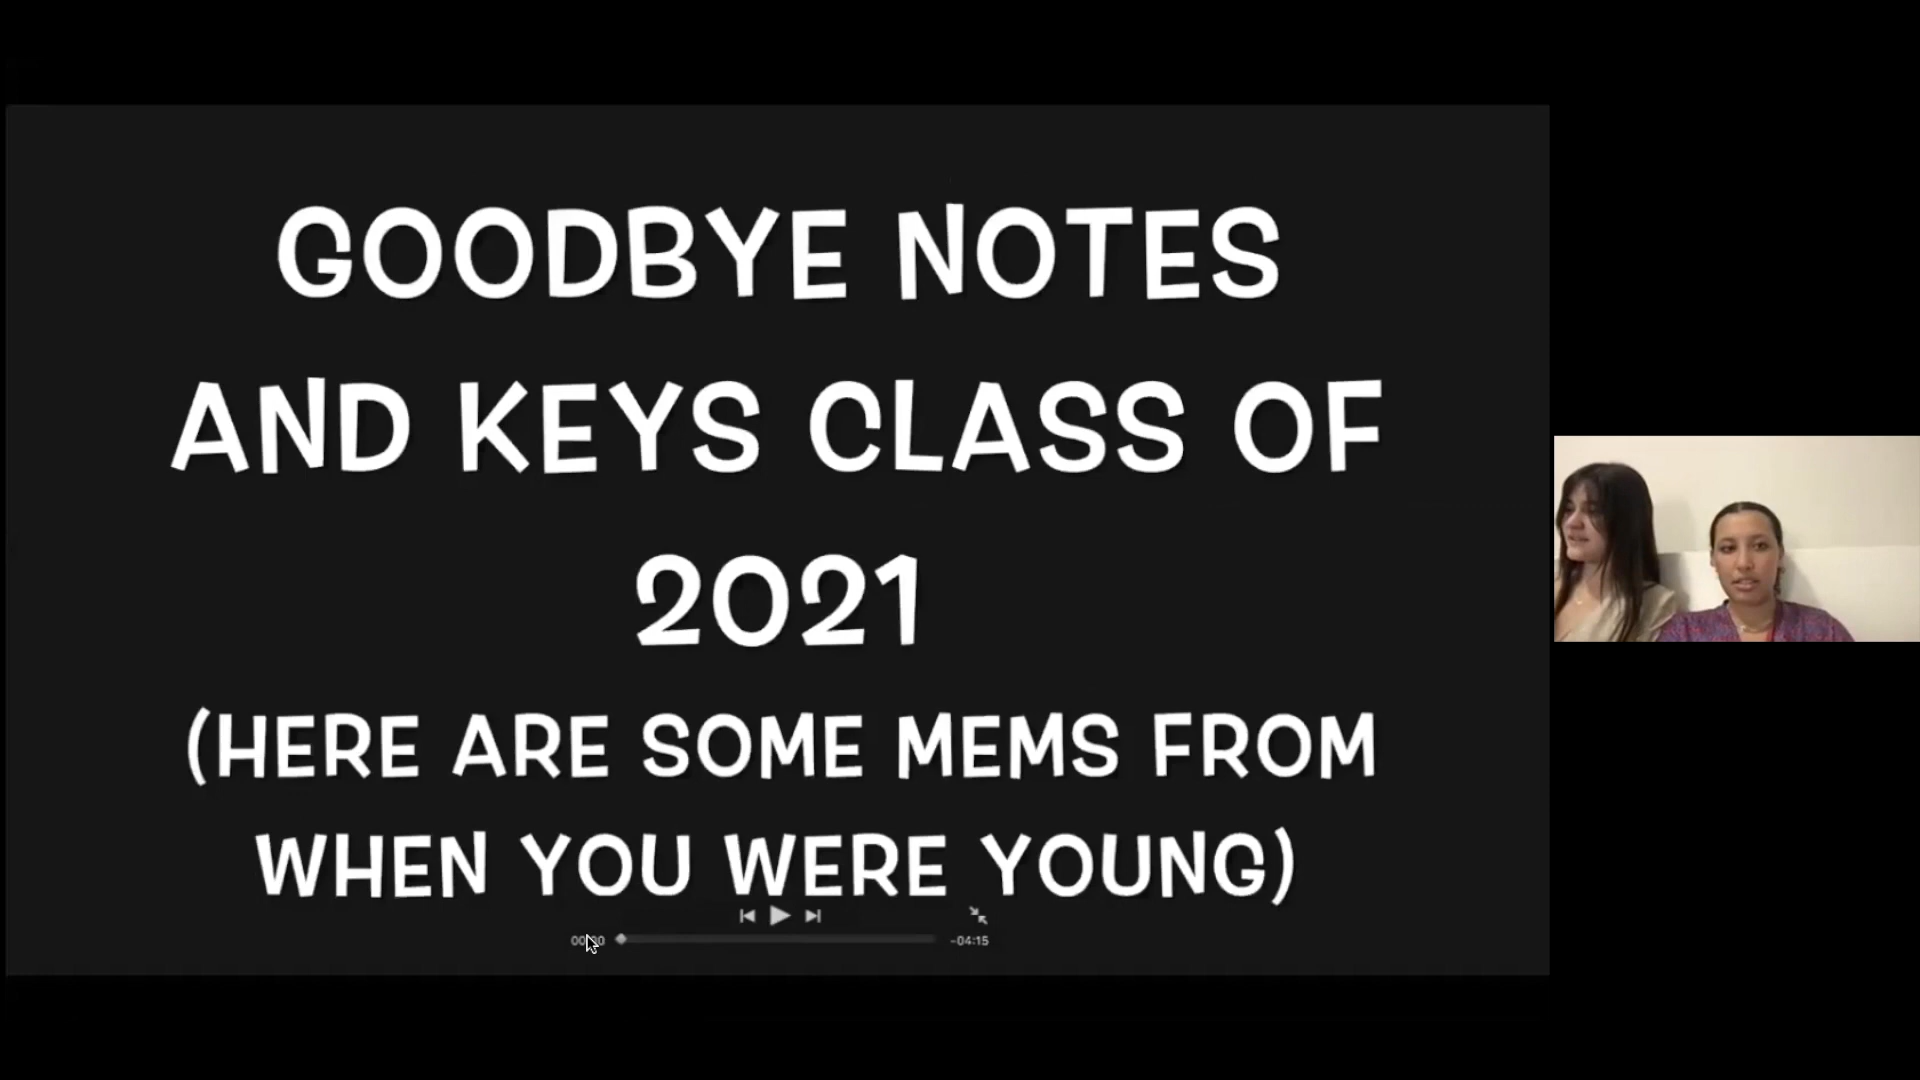 GOODBYE NOTES
AND KEYS CLASS OF
2021
(HERE ARE SOME MEMS FROM
WHEN YOU WERE YOUNG)
-04:15